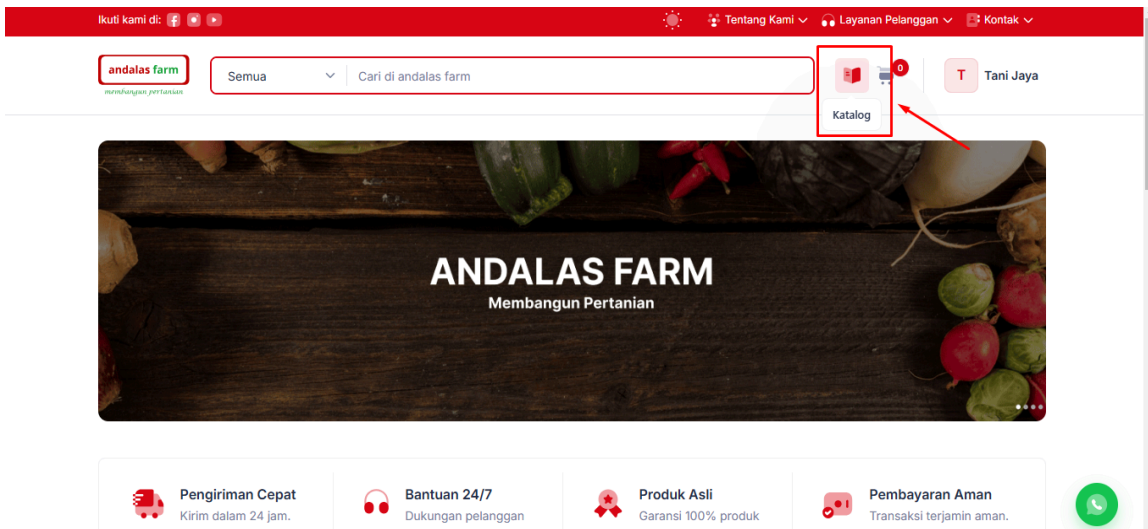 Ikuti kami di:
Tentang Kami
Layanan Pelanggan
Kontak
andalas farm
membangun pertanian
Semua
Cari di andalas farm
0
T
Tani Jaya
Katalog
ANDALAS FARM
Membangun Pertanian
Pengiriman Cepat
Kirim dalam 24 jam.
Bantuan 24/7
Dukungan pelanggan
Produk Asli
Garansi 100% produk
Pembayaran Aman
Transaksi terjamin aman.